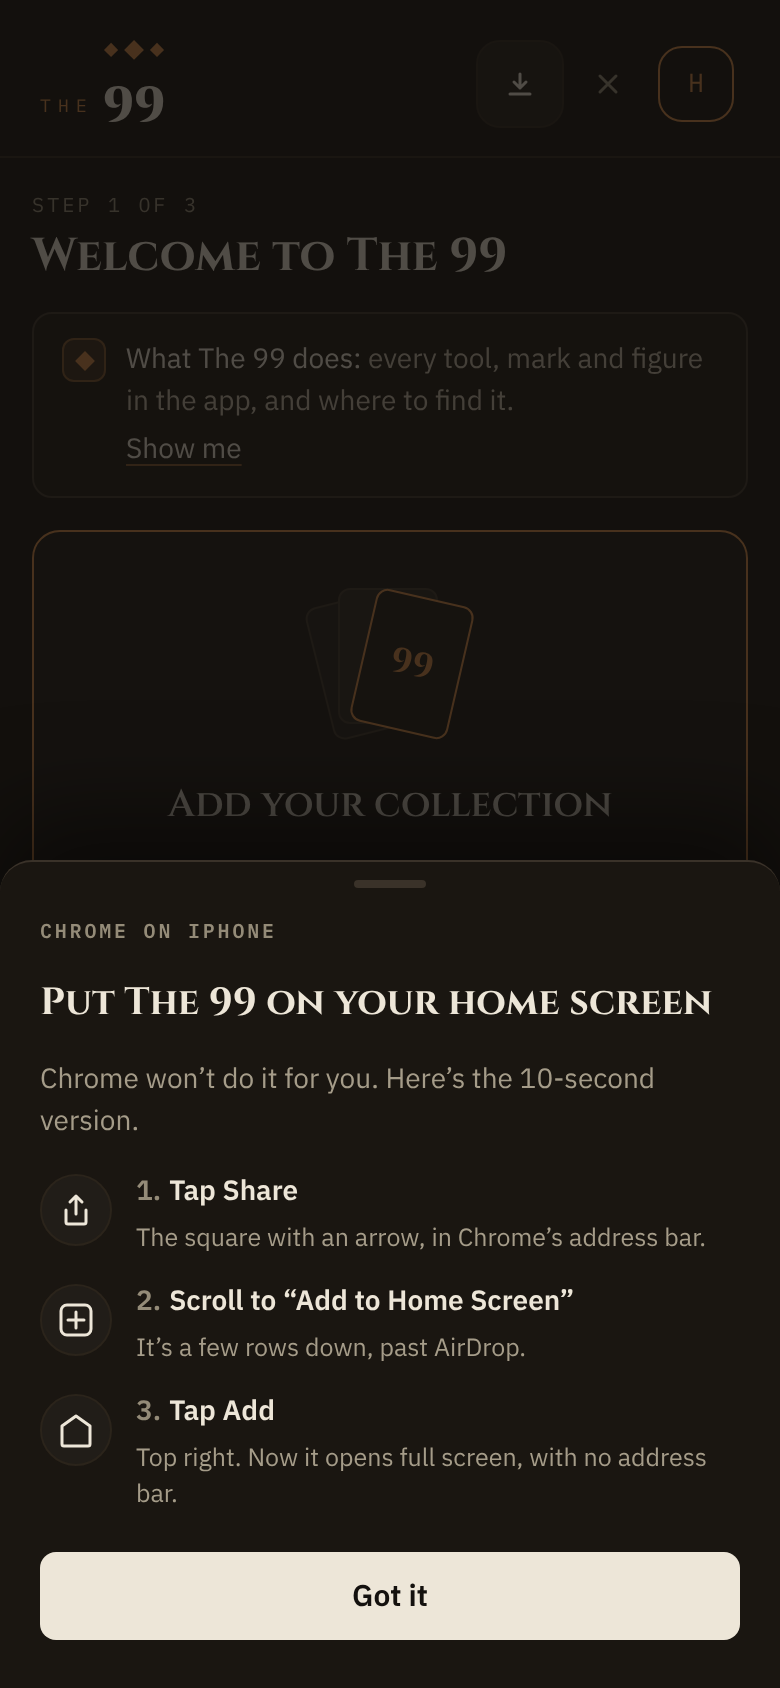 THE 99
H
STEP 1 OF 3
Welcome to The 99
What The 99 does: every tool, mark and figure
in the app, and where to find it.
Show me
99
Add your collection
CHROME ON IPHONE
Put The 99 on your home screen
Chrome won’t do it for you. Here’s the 10-second
version.
1. Tap Share
The square with an arrow, in Chrome’s address bar.
2. Scroll to “Add to Home Screen”
It’s a few rows down, past AirDrop.
3. Tap Add
Top right. Now it opens full screen, with no address
bar.
Got it